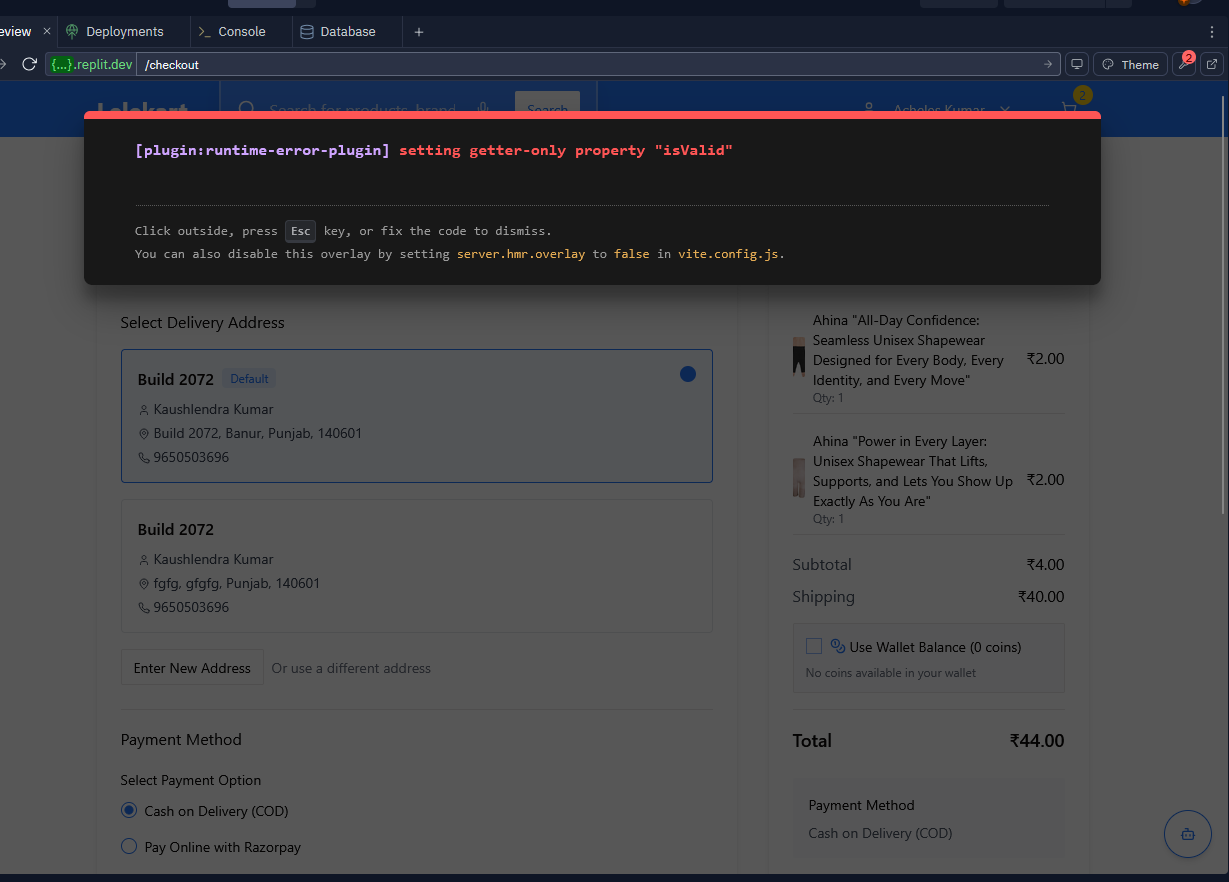 eview × Deployments Console Database +
{...}.replit.dev /checkout Theme 2
Lelekart Search for products, brand Search Acholes Kumar 2
[plugin:runtime-error-plugin] setting getter-only property "isValid"
Click outside, press Esc key, or fix the code to dismiss.
You can also disable this overlay by setting server.hmr.overlay to false in vite.config.js.
Select Delivery Address
Build 2072 Default
Kaushlendra Kumar
Build 2072, Banur, Punjab, 140601
9650503696
Build 2072
Kaushlendra Kumar
fgfg, gfgfg, Punjab, 140601
9650503696
Enter New Address Or use a different address
Payment Method
Select Payment Option
Cash on Delivery (COD)
Pay Online with Razorpay
Ahina "All-Day Confidence:
Seamless Unisex Shapewear
Designed for Every Body, Every
Identity, and Every Move"
Qty: 1
₹2.00
Ahina "Power in Every Layer:
Unisex Shapewear That Lifts,
Supports, and Lets You Show Up
Exactly As You Are"
Qty: 1
₹2.00
Subtotal ₹4.00
Shipping ₹40.00
Use Wallet Balance (0 coins)
No coins available in your wallet
Total ₹44.00
Payment Method
Cash on Delivery (COD)